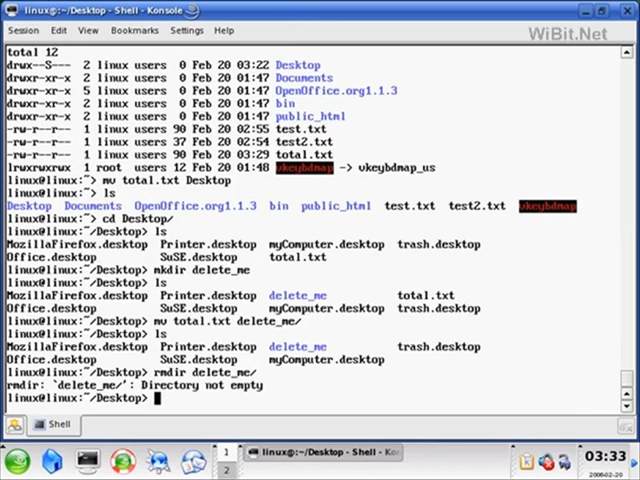 linux@:~/Desktop - Shell - Konsole
Session Edit View Bookmarks Settings Help
WiBit.Net
total 12
drwx--S--- 2 linux users 0 Feb 20 03:22 Desktop
drwxr-xr-x 2 linux users 0 Feb 20 01:47 Documents
drwxr-xr-x 5 linux users 0 Feb 20 01:47 OpenOffice.org1.1.3
drwxr-xr-x 2 linux users 0 Feb 20 01:47 bin
drwxr-xr-x 2 linux users 0 Feb 20 01:47 public_html
-rw-r--r-- 1 linux users 90 Feb 20 02:55 test.txt
-rw-r--r-- 1 linux users 37 Feb 20 02:54 test2.txt
-rw-r--r-- 1 linux users 90 Feb 20 03:29 total.txt
lrwxrwxrwx 1 root users 12 Feb 20 01:48 vkeybdmap -> vkeybdmap_us
linux@linux:~> mv total.txt Desktop
linux@linux:~> ls
Desktop Documents OpenOffice.org1.1.3 bin public_html test.txt test2.txt vkeybdmap
linux@linux:~> cd Desktop/
linux@linux:~/Desktop> ls
MozillaFirefox.desktop Printer.desktop myComputer.desktop trash.desktop
Office.desktop SuSE.desktop total.txt
linux@linux:~/Desktop> mkdir delete_me
linux@linux:~/Desktop> ls
MozillaFirefox.desktop Printer.desktop delete_me total.txt
Office.desktop SuSE.desktop myComputer.desktop trash.desktop
linux@linux:~/Desktop> mv total.txt delete_me/
linux@linux:~/Desktop> ls
MozillaFirefox.desktop Printer.desktop delete_me trash.desktop
Office.desktop SuSE.desktop myComputer.desktop
linux@linux:~/Desktop> rmdir delete_me/
rmdir: `delete_me/': Directory not empty
linux@linux:~/Desktop>
Shell
1
2
linux@:~/Desktop - Shell - Kon
03:33
2008-02-20